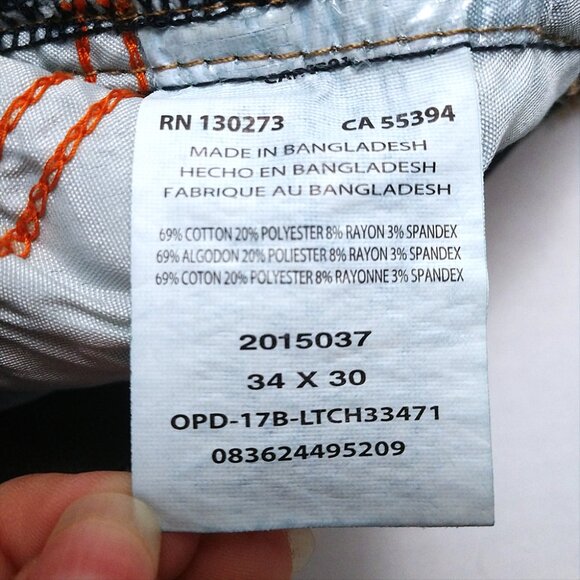 RN 130273 CA 55394
MADE IN BANGLADESH
HECHO EN BANGLADESH
FABRIQUE AU BANGLADESH
69% COTTON 20% POLYESTER 8% RAYON 3% SPANDEX
69% ALGODON 20% POLIESTER 8% RAYON 3% SPANDEX
69% COTON 20% POLYESTER 8% RAYONNE 3% SPANDEX
2015037
34 X 30
OPD-17B-LTCH33471
083624495209